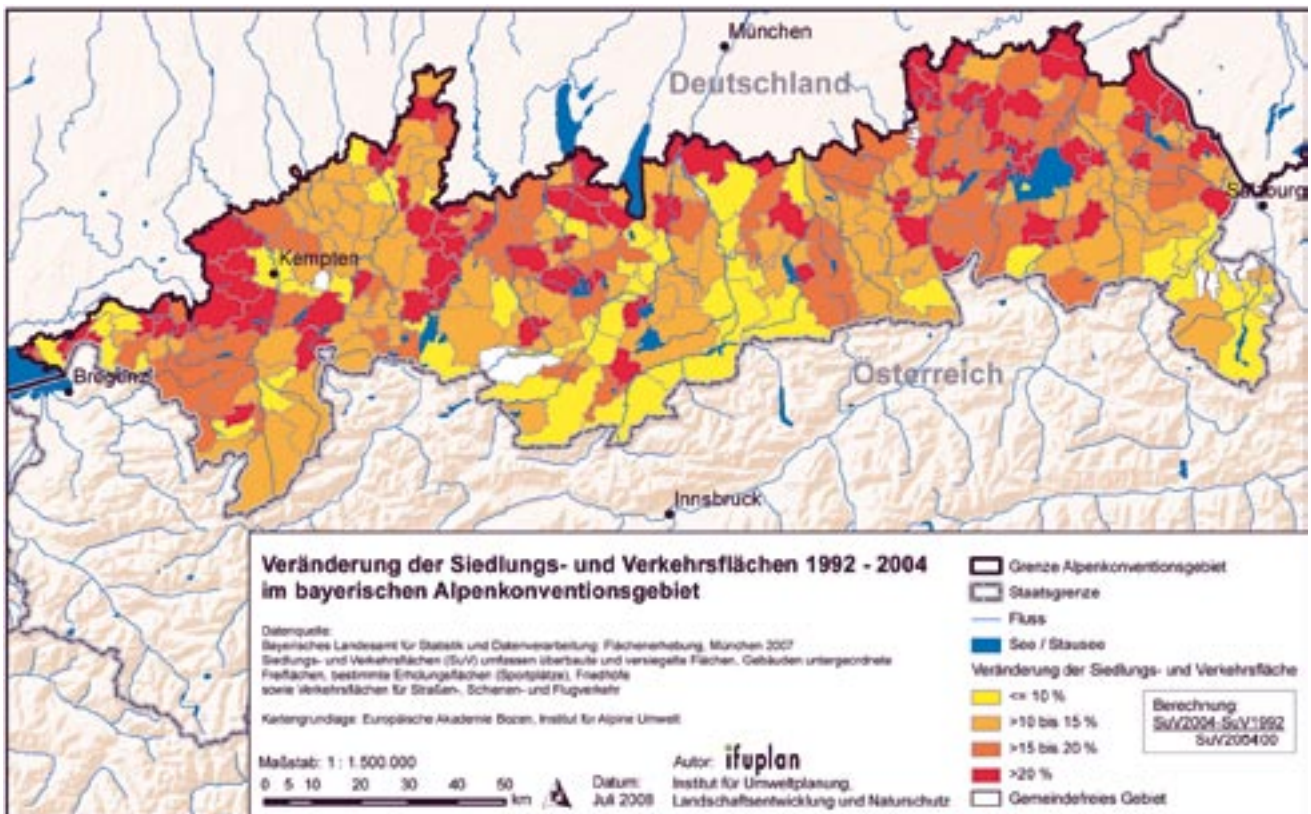 München
Deutschland
Salzburg
Kempten
Bregenz
Österreich
Innsbruck
Veränderung der Siedlungs- und Verkehrsflächen 1992 - 2004
im bayerischen Alpenkonventionsgebiet
Datenquelle:
Bayerisches Landesamt für Statistik und Datenverarbeitung: Flächenerhebung, München 2007
Siedlungs- und Verkehrsflächen (SuV) umfassen überbaute und versiegelte Flächen, Gebäuden untergeordnete
Freiflächen, bestimmte Erholungsflächen (Sportplätze), Friedhöfe
sowie Verkehrsflächen für Straßen-, Schienen- und Flugverkehr
Kartengrundlage: Europäische Akademie Bozen, Institut für Alpine Umwelt
Maßstab: 1 : 1.500.000
0 5 10 20 30 40 50
km
Datum:
Juli 2008
Autor: ifuplan
Institut für Umweltplanung,
Landschaftsentwicklung und Naturschutz
Grenze Alpenkonventionsgebiet
Staatsgrenze
Fluss
See / Stausee
Veränderung der Siedlungs- und Verkehrsfläche
<= 10 %
>10 bis 15 %
>15 bis 20 %
>20 %
Gemeindefreies Gebiet
Berechnung:
SuV2004-SuV1992